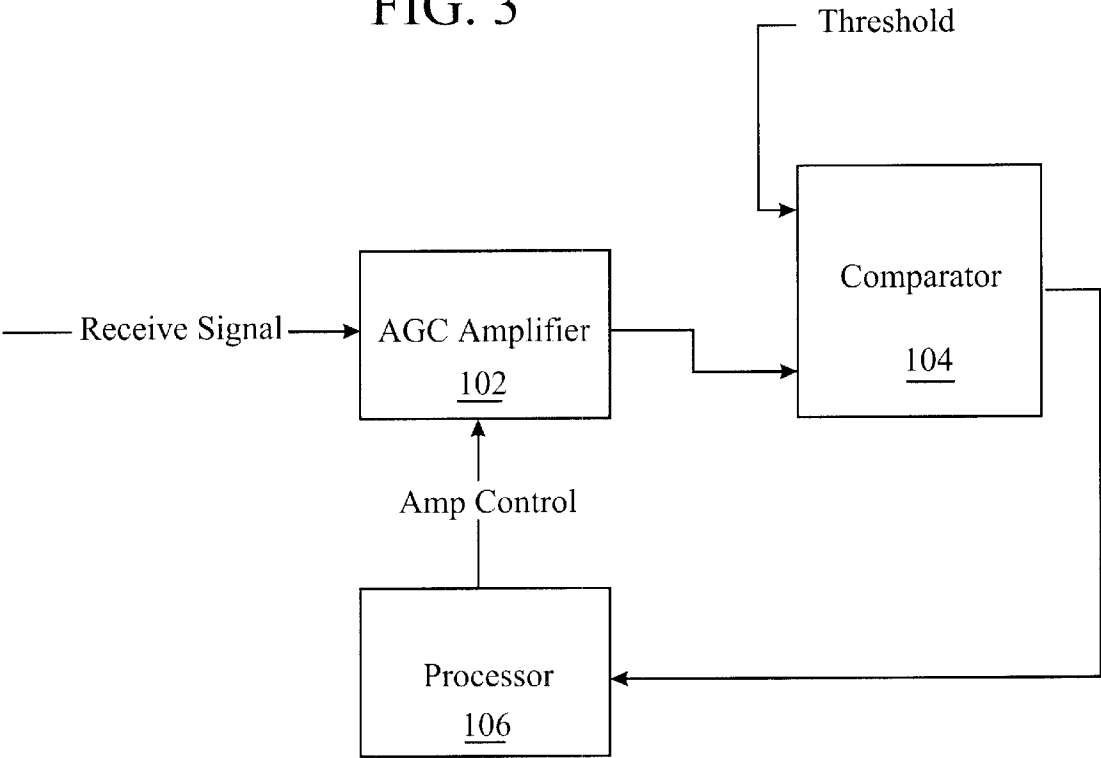 FIG. 3
Threshold
Comparator
104
Receive Signal
AGC Amplifier
102
Amp Control
Processor
106